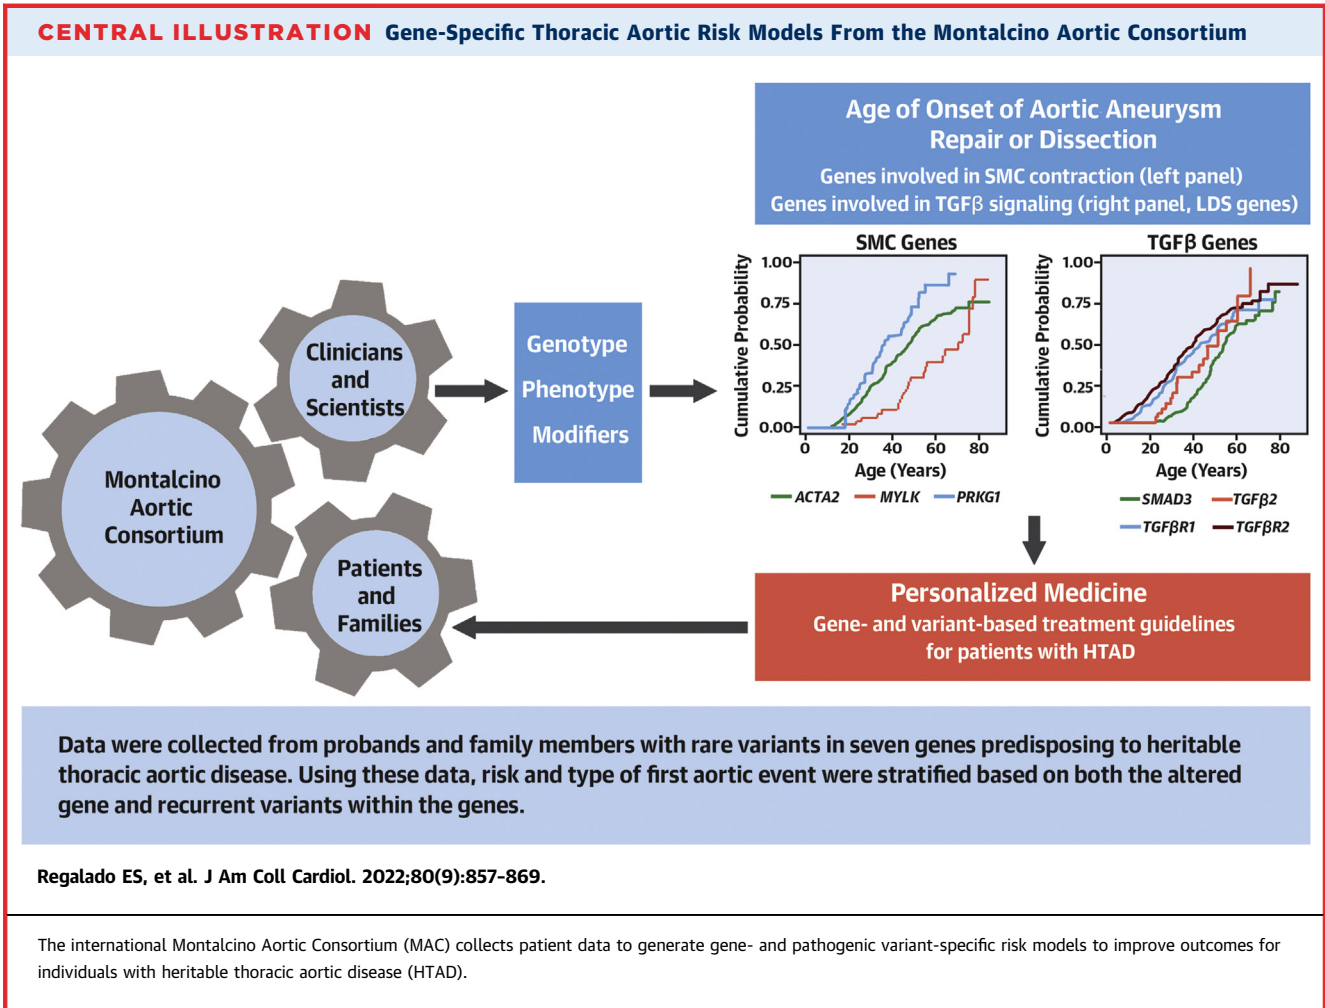 CENTRAL ILLUSTRATION Gene-Specific Thoracic Aortic Risk Models From the Montalcino Aortic Consortium
Montalcino
Aortic
Consortium
Clinicians
and
Scientists
Patients
and
Families
Genotype
Phenotype
Modifiers
Age of Onset of Aortic Aneurysm
Repair or Dissection
Genes involved in SMC contraction (left panel)
Genes involved in TGFβ signaling (right panel, LDS genes)
SMC Genes
Cumulative Probability
1.00
0.75
0.50
0.25
0.00
0 20 40 60 80
Age (Years)
ACTA2 MYLK PRKG1
TGFβ Genes
Cumulative Probability
1.00
0.75
0.50
0.25
0.00
0 20 40 60 80
Age (Years)
SMAD3 TGFβ2
TGFβR1 TGFβR2
Personalized Medicine
Gene- and variant-based treatment guidelines
for patients with HTAD
Data were collected from probands and family members with rare variants in seven genes predisposing to heritable
thoracic aortic disease. Using these data, risk and type of first aortic event were stratified based on both the altered
gene and recurrent variants within the genes.
Regalado ES, et al. J Am Coll Cardiol. 2022;80(9):857–869.
The international Montalcino Aortic Consortium (MAC) collects patient data to generate gene- and pathogenic variant-specific risk models to improve outcomes for
individuals with heritable thoracic aortic disease (HTAD).